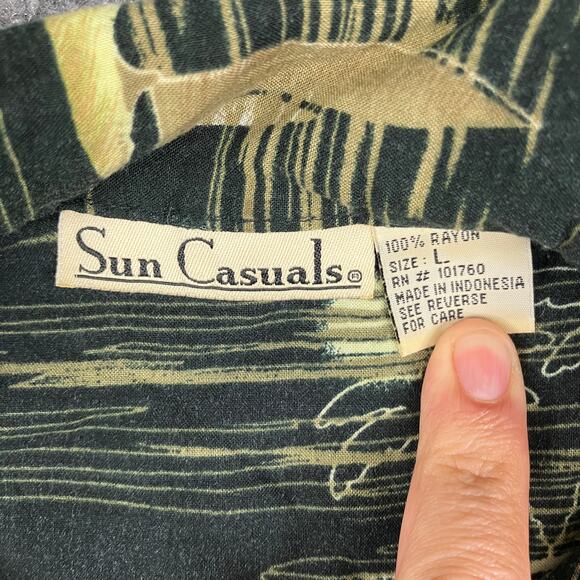 Sun Casuals®
100% RAYON
SIZE: L
RN # 101760
MADE IN INDONESIA
SEE REVERSE
FOR CARE